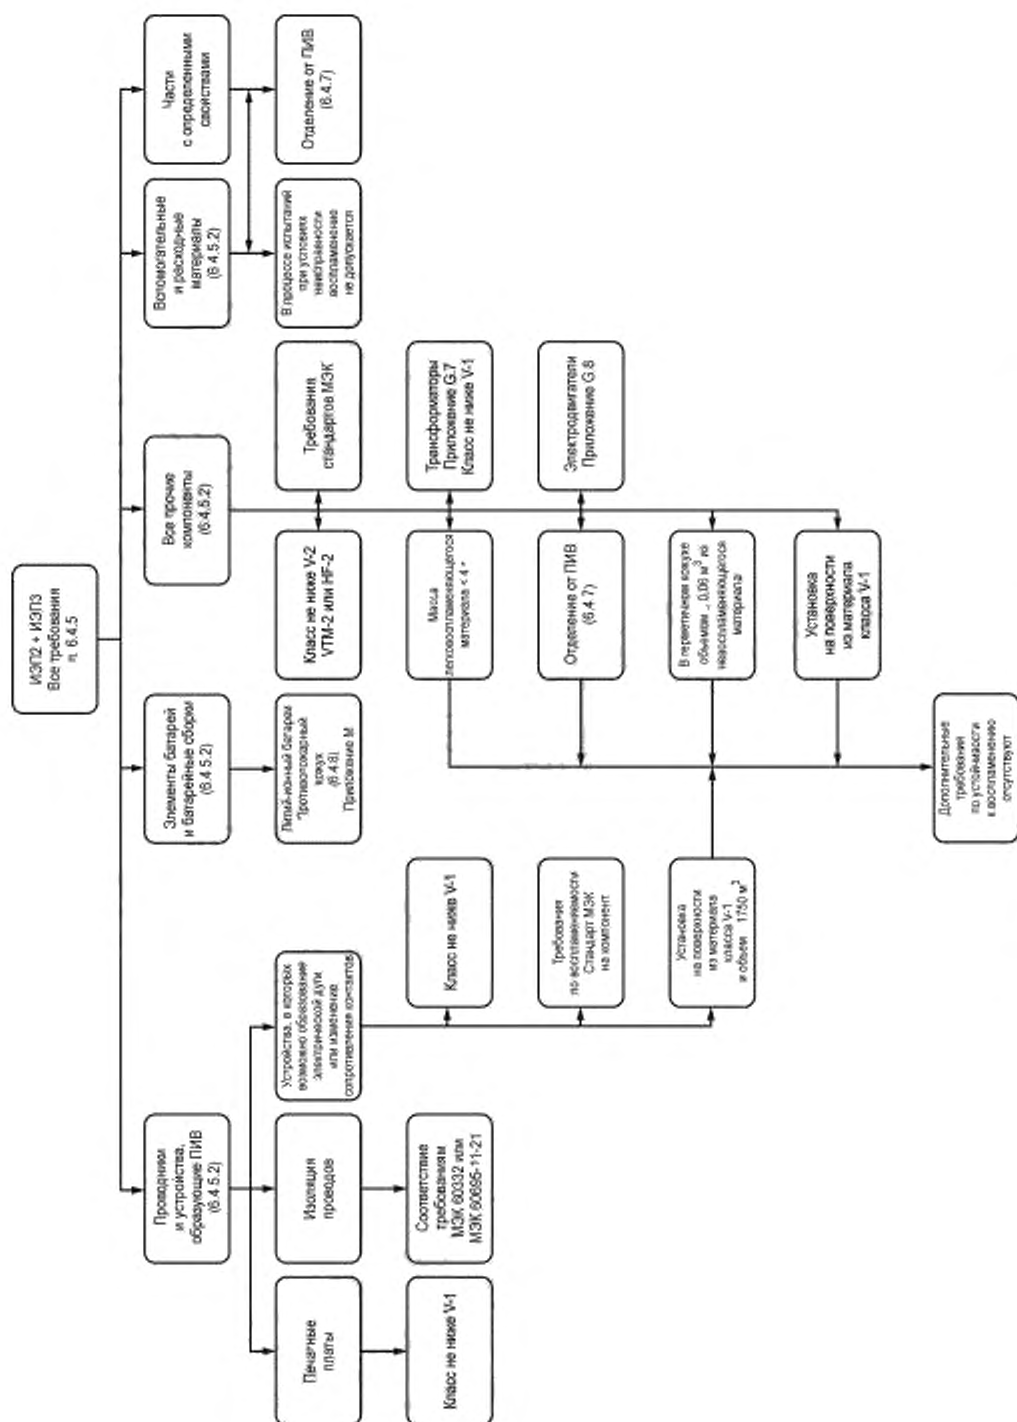 ИЭП2 + ИЭП3
Все требования
п. 6.4.5
Проводники
и устройства,
образующие ПИВ
(6.4.5.2)
Элементы батарей
и батарейные сборки
(6.4.5.2)
Все прочие
компоненты
(6.4.5.2)
Вспомогательные
и расходные
материалы
(6.4.5.2)
Части
с определенными
свойствами
Печатные
платы
Изоляция
проводов
Устройства, в которых
возможно образование
электрической дуги
или изменение
сопротивления контактов
Литий-ионный батареи
Противопожарный
кожух
(6.4.8)
Приложение М
Класс не ниже V-2
VTM-2 или HF-2
Требования
стандартов МЭК
В процессе испытаний
при условиях
неисправности
воспламенение
не допускается
Отделение от ПИВ
(6.4.7)
Класс не ниже V-1
Соответствие
требованиям
МЭК 60332 или
МЭК 60695-11-21
Класс не ниже V-1
Масса
легковоспламеняющегося
материала < 4 г
Трансформаторы
Приложение G.7
Класс не ниже V-1
Требования
по воспламеняемости
Стандарт МЭК
на компонент
Отделение от ПИВ
(6.4.7)
Электродвигатели
Приложение G.8
Установка
на поверхности
из материала
класса V-1
и объем 1750 м³
В герметичном кожухе
объемом 0,06 м³ из
невоспламеняющегося
материала
Установка
на поверхности
из материала
класса V-1
Дополнительные
требования
по устойчивости
к воспламенению
отсутствуют